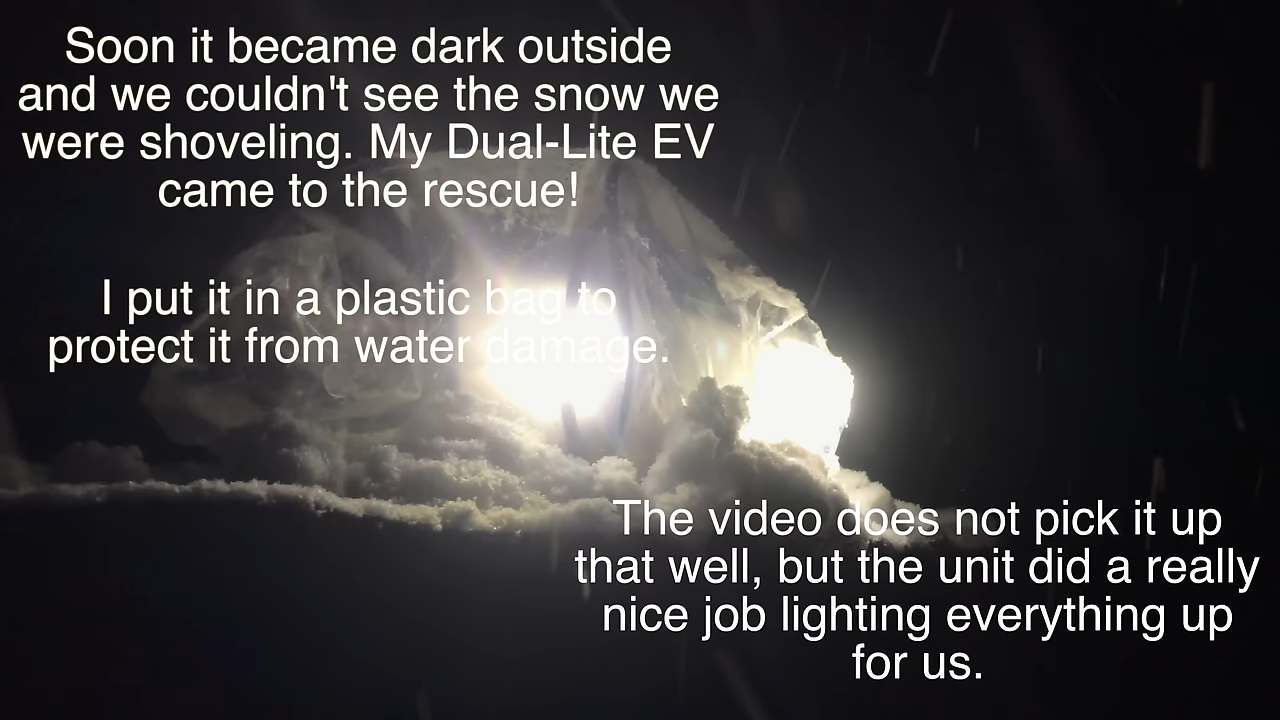 Soon it became dark outside
and we couldn't see the snow we
were shoveling. My Dual-Lite EV
came to the rescue!
I put it in a plastic bag to
protect it from water damage.
The video does not pick it up
that well, but the unit did a really
nice job lighting everything up
for us.